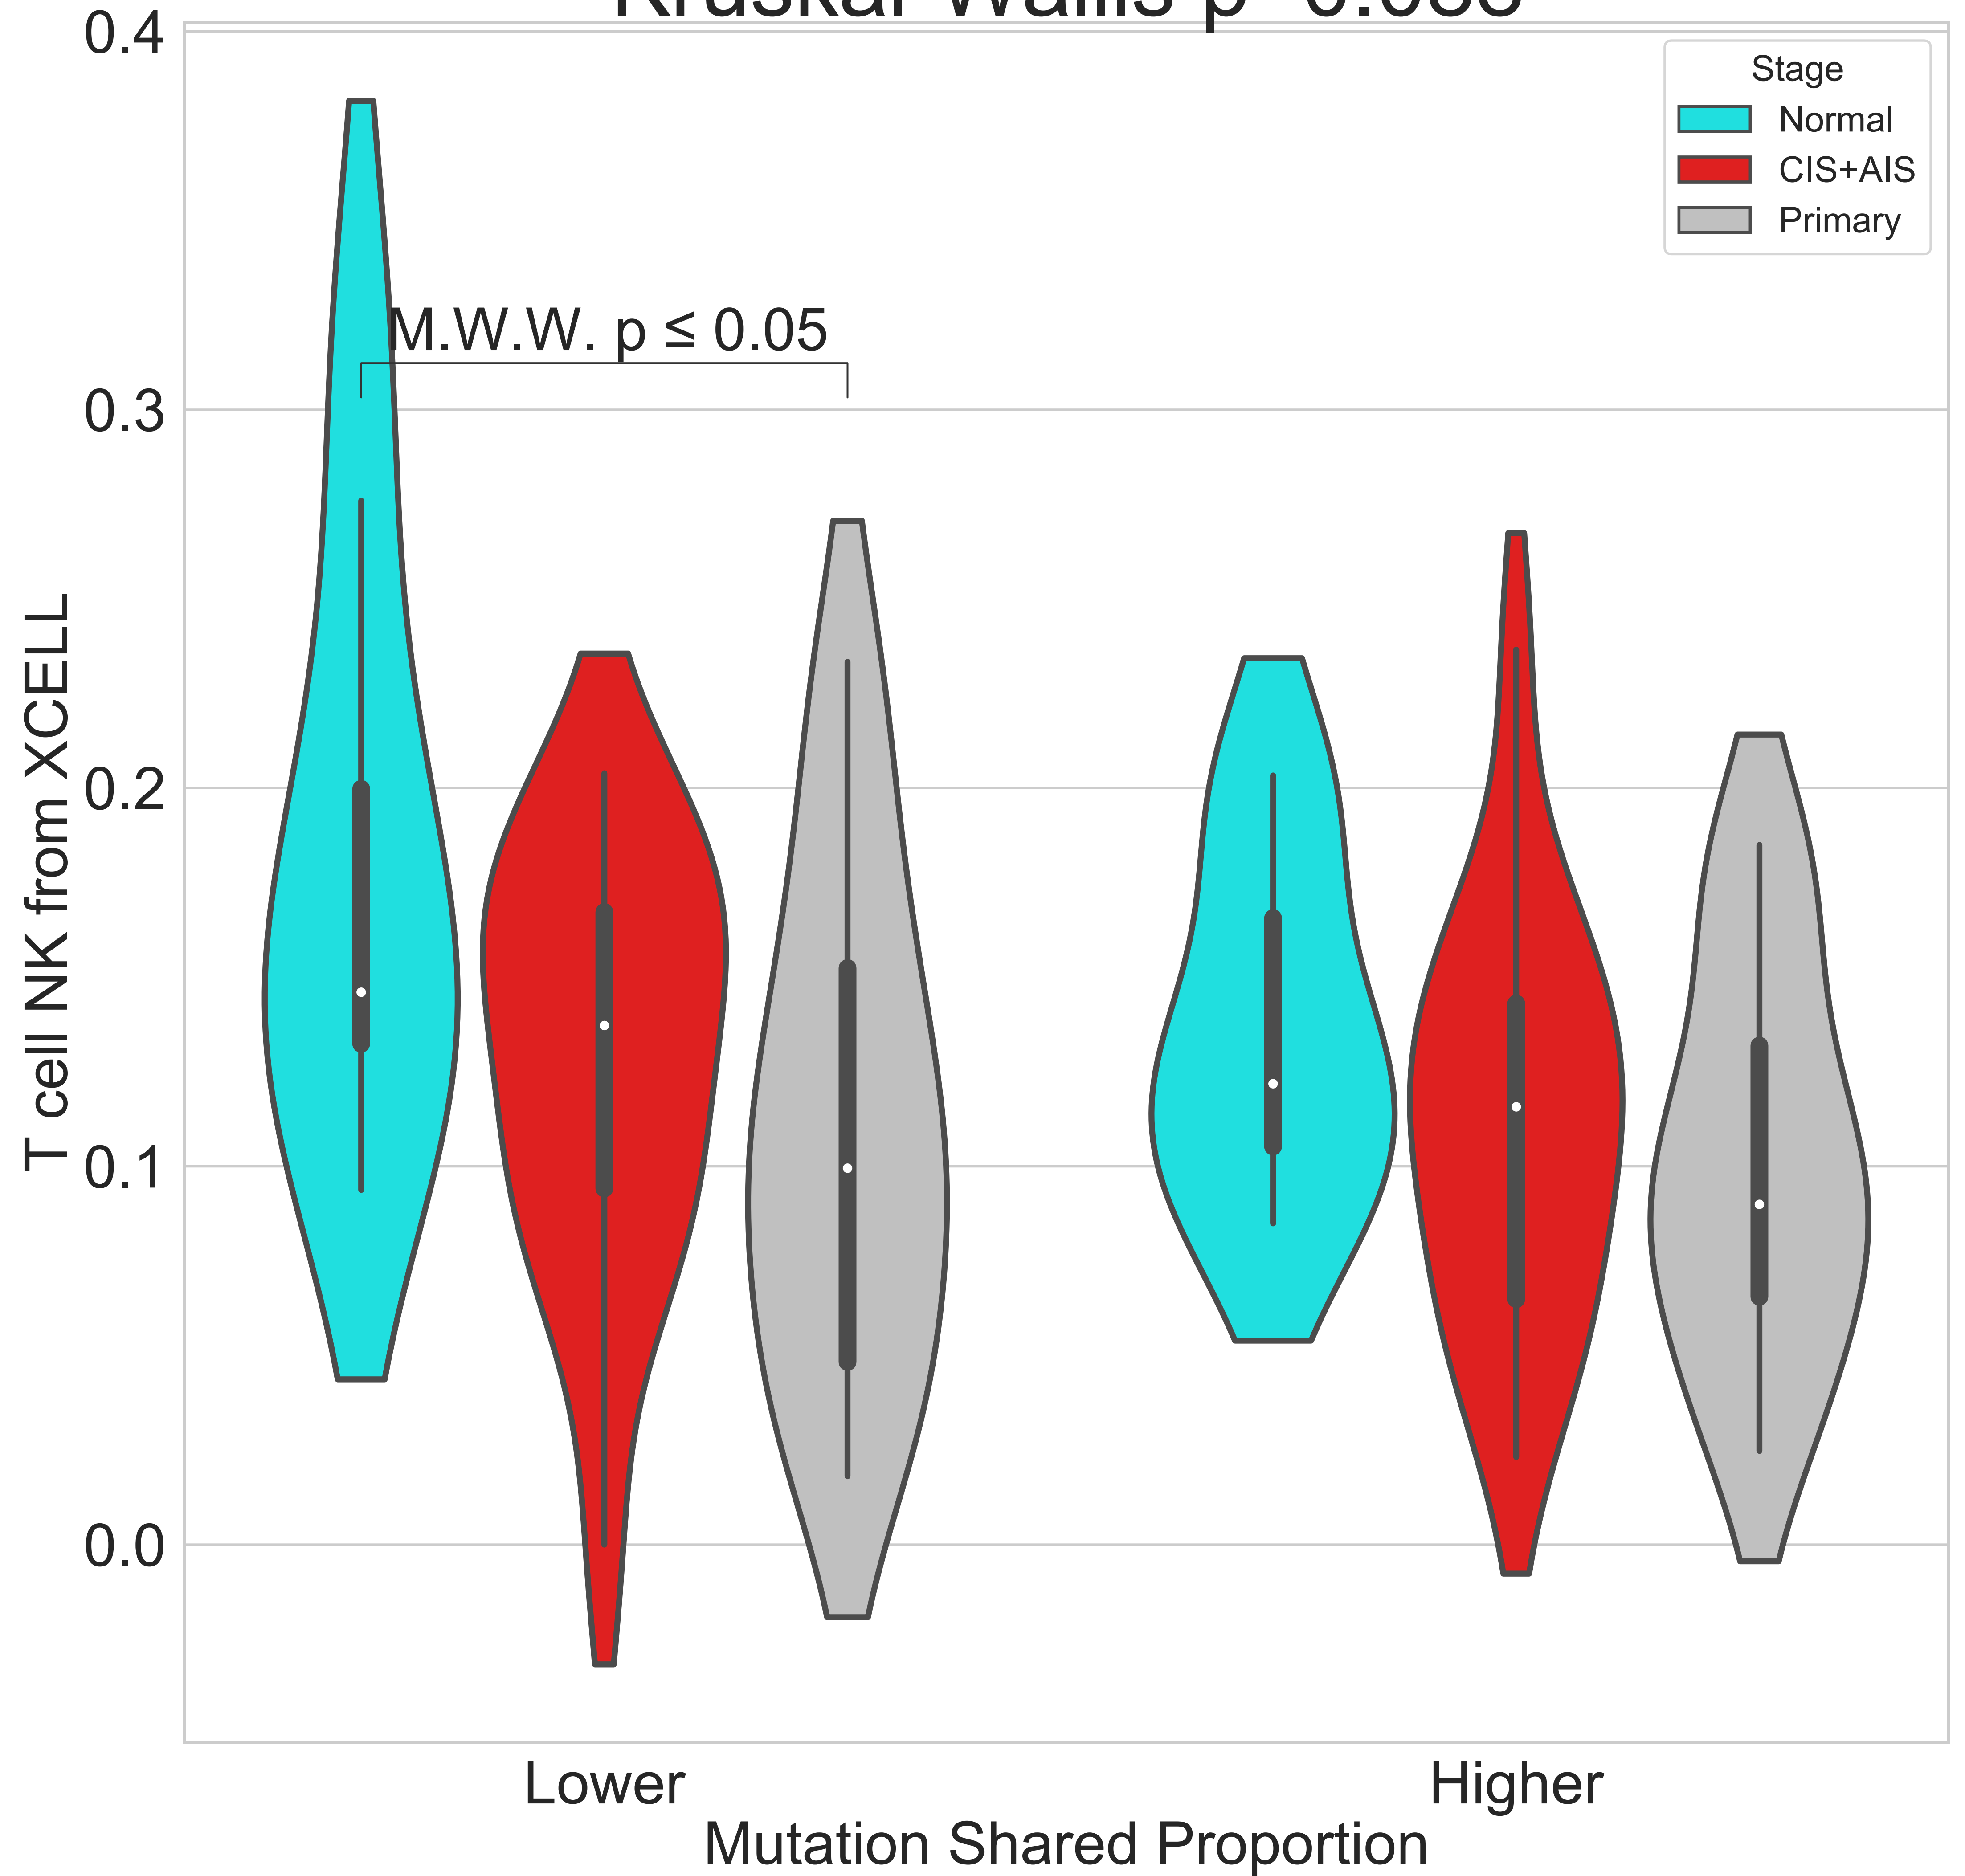 0.4
0.3
0.2
0.1
0.0
T cell NK from XCELL
Stage
Normal
CIS+AIS
Primary
M.W.W. p ≤ 0.05
Lower
Higher
Mutation Shared Proportion